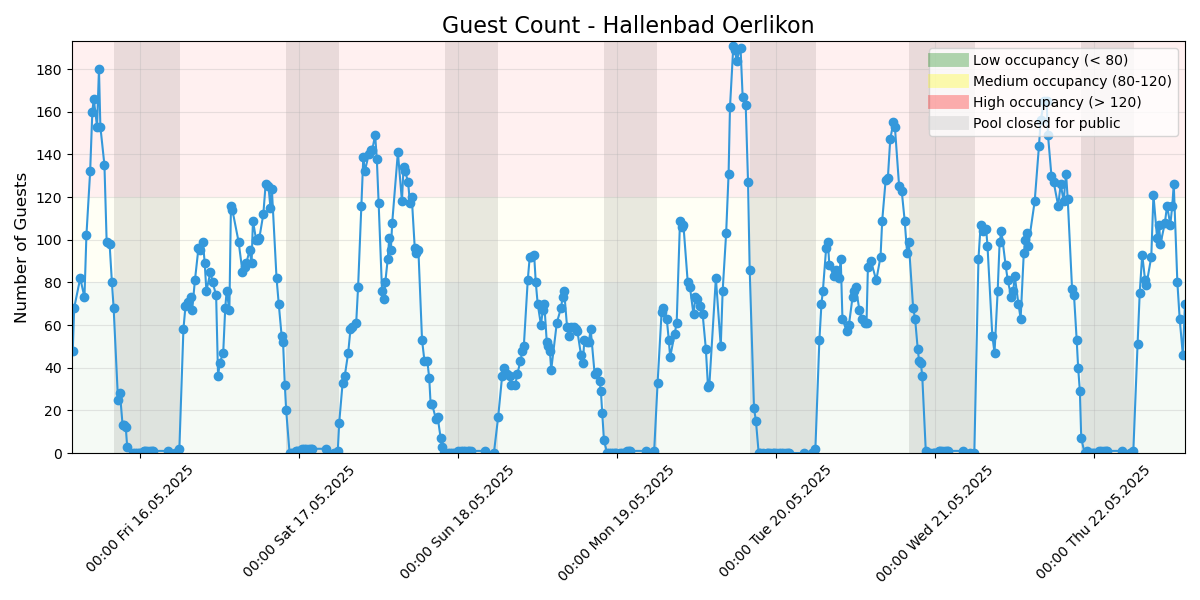 Guest Count - Hallenbad Oerlikon
Number of Guests
180
160
140
120
100
80
60
40
20
0
Low occupancy (< 80)
Medium occupancy (80-120)
High occupancy (> 120)
Pool closed for public
00:00 Fri 16.05.2025
00:00 Sat 17.05.2025
00:00 Sun 18.05.2025
00:00 Mon 19.05.2025
00:00 Tue 20.05.2025
00:00 Wed 21.05.2025
00:00 Thu 22.05.2025